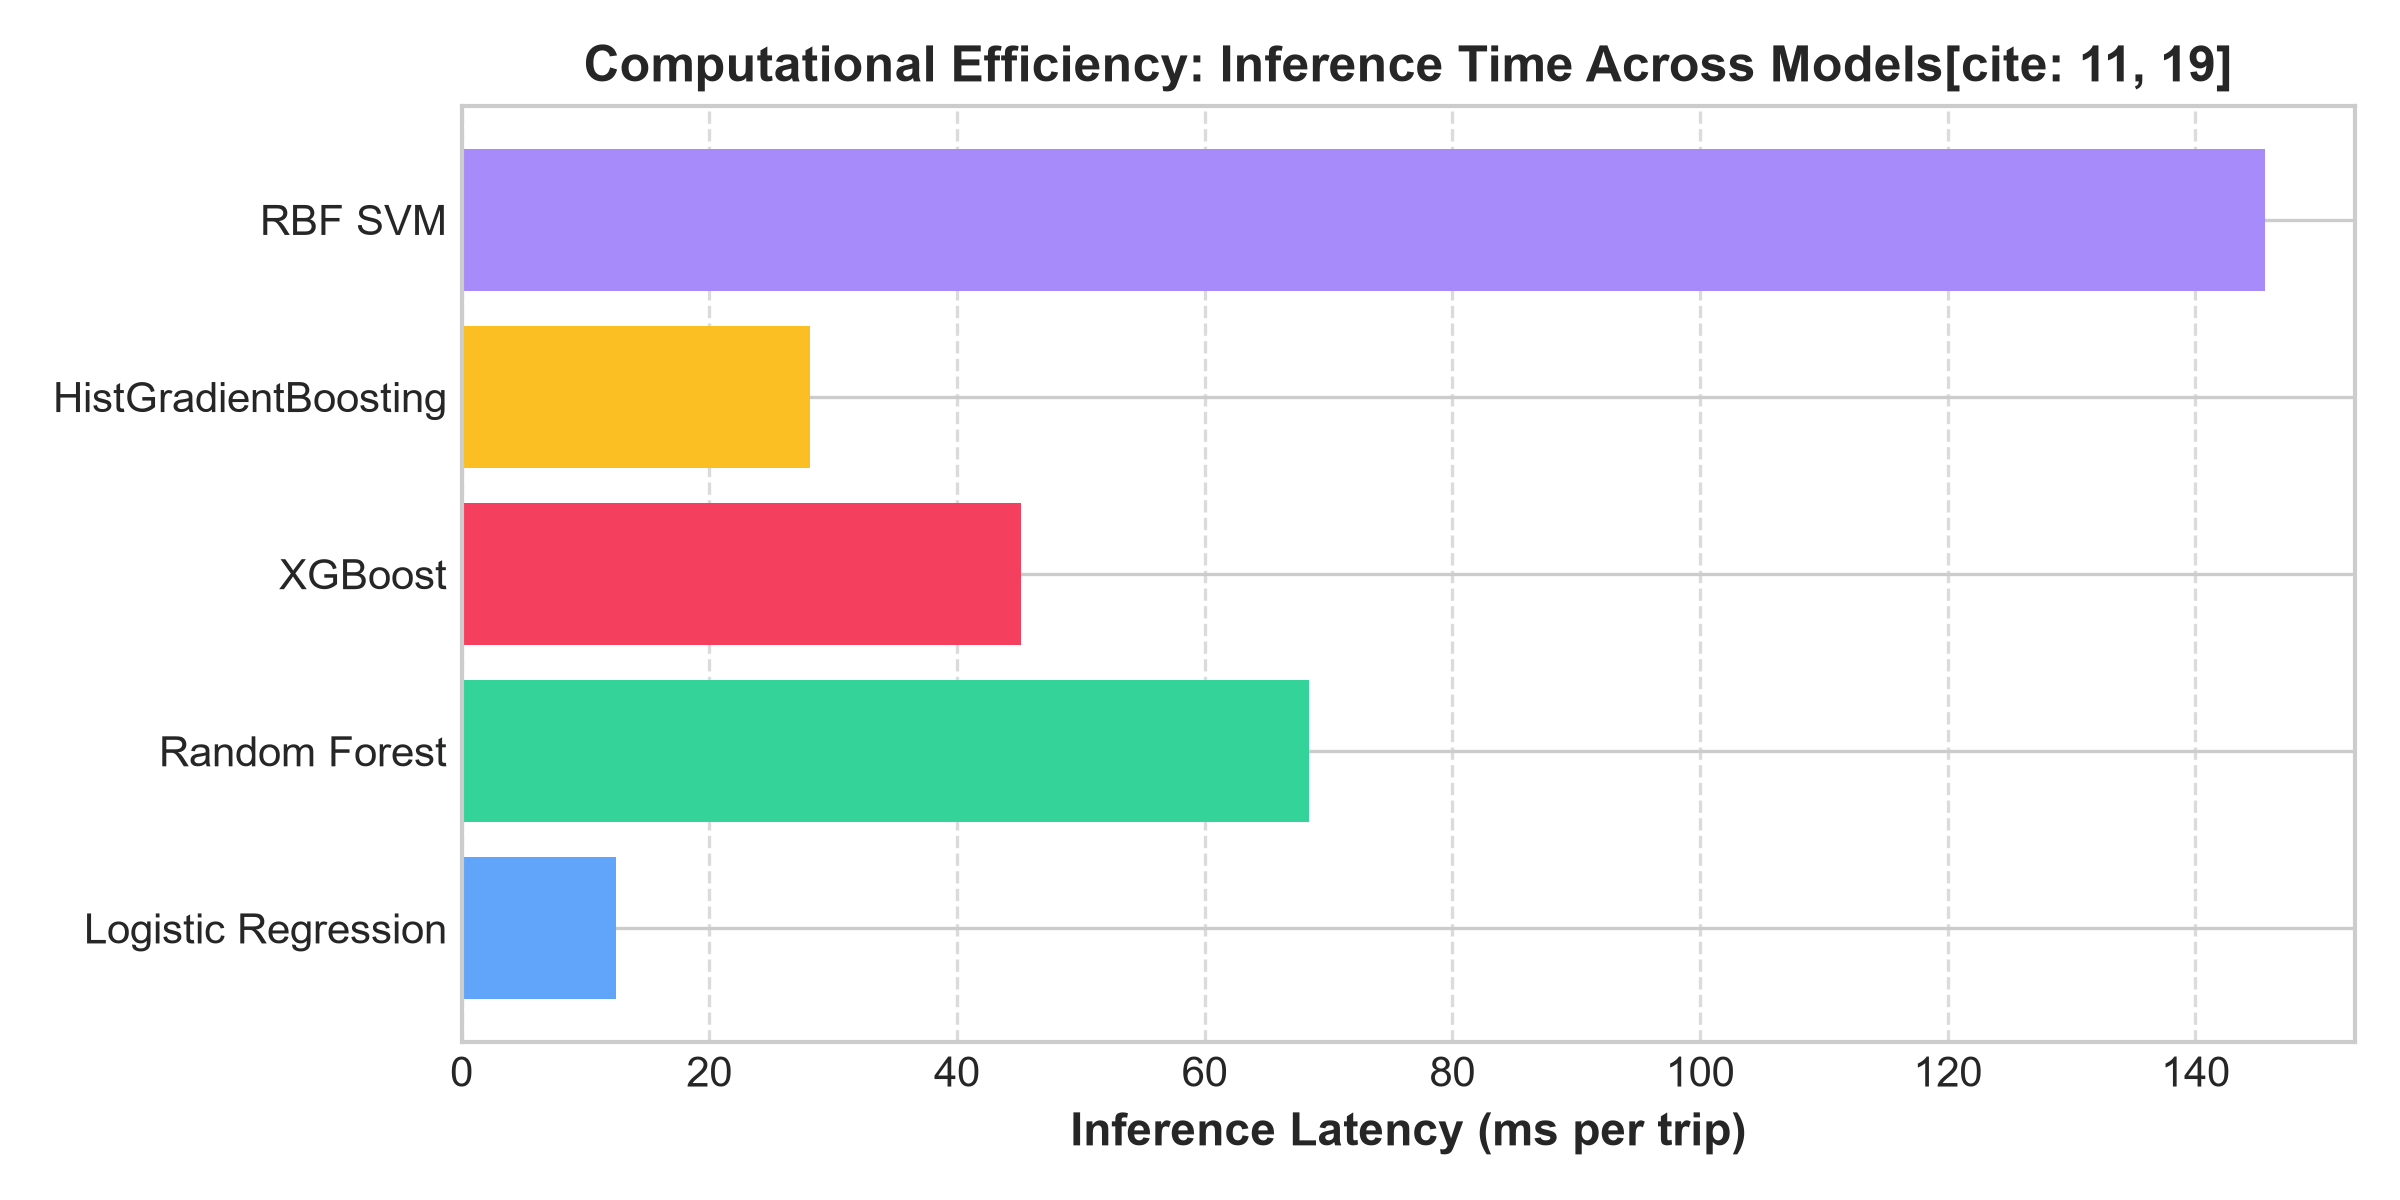 Computational Efficiency: Inference Time Across Models[cite: 11, 19]
RBF SVM
HistGradientBoosting
XGBoost
Random Forest
Logistic Regression
0 20 40 60 80 100 120 140
Inference Latency (ms per trip)